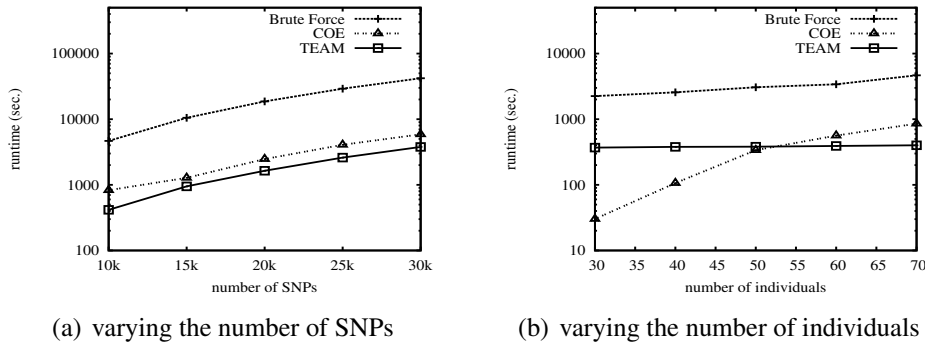 Brute Force
COE
TEAM
100000
10000
1000
100
runtime (sec.)
10k 15k 20k 25k 30k
number of SNPs
(a) varying the number of SNPs
Brute Force
COE
TEAM
10000
1000
100
10
runtime (sec.)
30 35 40 45 50 55 60 65 70
number of individuals
(b) varying the number of individuals